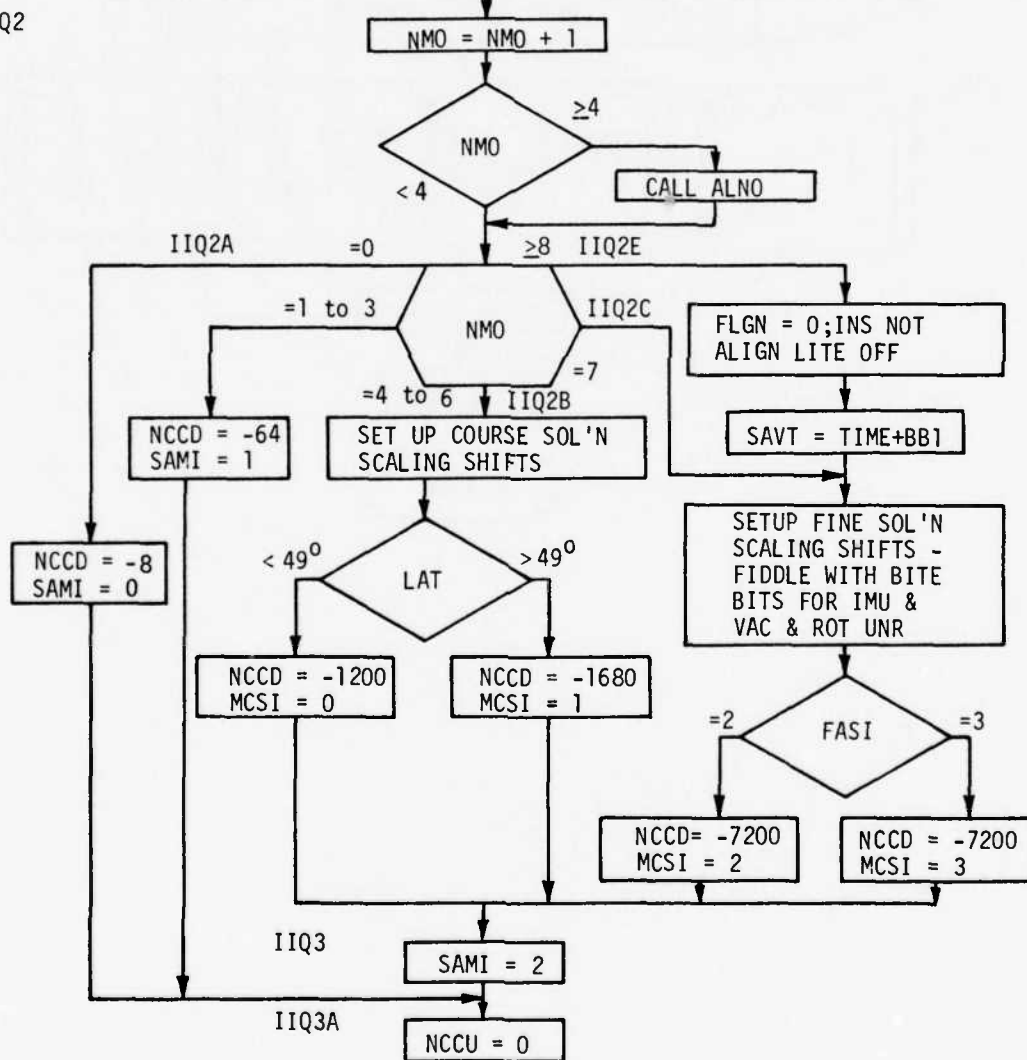 Q2
NMO = NMO + 1
≥4
NMO
<4
CALL ALNO
IIQ2A
=0
≥8
IIQ2E
=1 to 3
NMO
IIQ2C
=7
FLGN = 0;INS NOT
ALIGN LITE OFF
=4 to 6
IIQ2B
NCCD = -64
SAMI = 1
SET UP COURSE SOL'N
SCALING SHIFTS
SAVT = TIME+BB1
NCCD = -8
SAMI = 0
< 49⁰
LAT
> 49⁰
SETUP FINE SOL'N
SCALING SHIFTS -
FIDDLE WITH BITE
BITS FOR IMU &
VAC & ROT UNR
NCCD = -1200
MCSI = 0
NCCD = -1680
MCSI = 1
=2
FASI
=3
NCCD= -7200
MCSI = 2
NCCD = -7200
MCSI = 3
IIQ3
SAMI = 2
IIQ3A
NCCU = 0